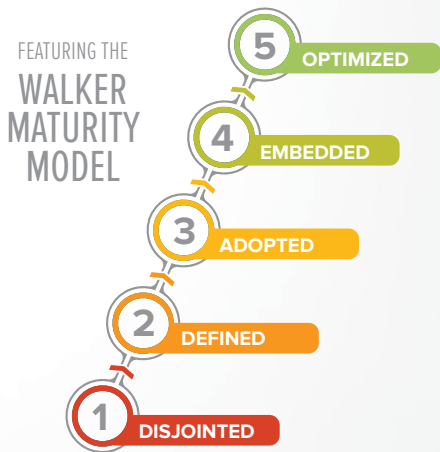 FEATURING THE
WALKER
MATURITY
MODEL
5
OPTIMIZED
4
EMBEDDED
3
ADOPTED
2
DEFINED
1
DISJOINTED